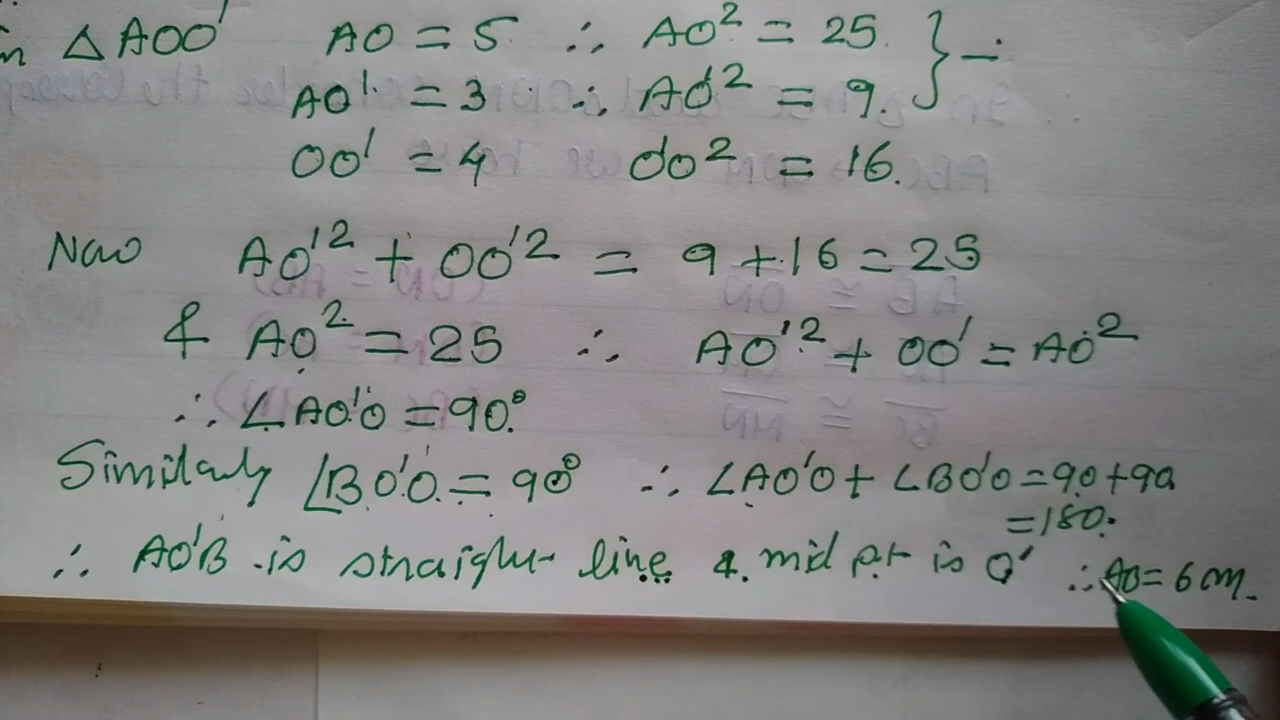 in △AOO' AO = 5 ∴ AO² = 25. } —
AO' = 3 ∴ AO'² = 9.
OO' = 4 OO'² = 16.
Now AO'² + OO'² = 9 + 16 = 25
& AO² = 25 ∴ AO'² + OO' = AO²
∴ ∠AO'O = 90°
Similarly ∠BO'O = 90° ∴ ∠AO'O + ∠BO'O = 90 + 90
= 180.
∴ AO'B is straight line & mid pt is O' ∴ AB = 6 cm.